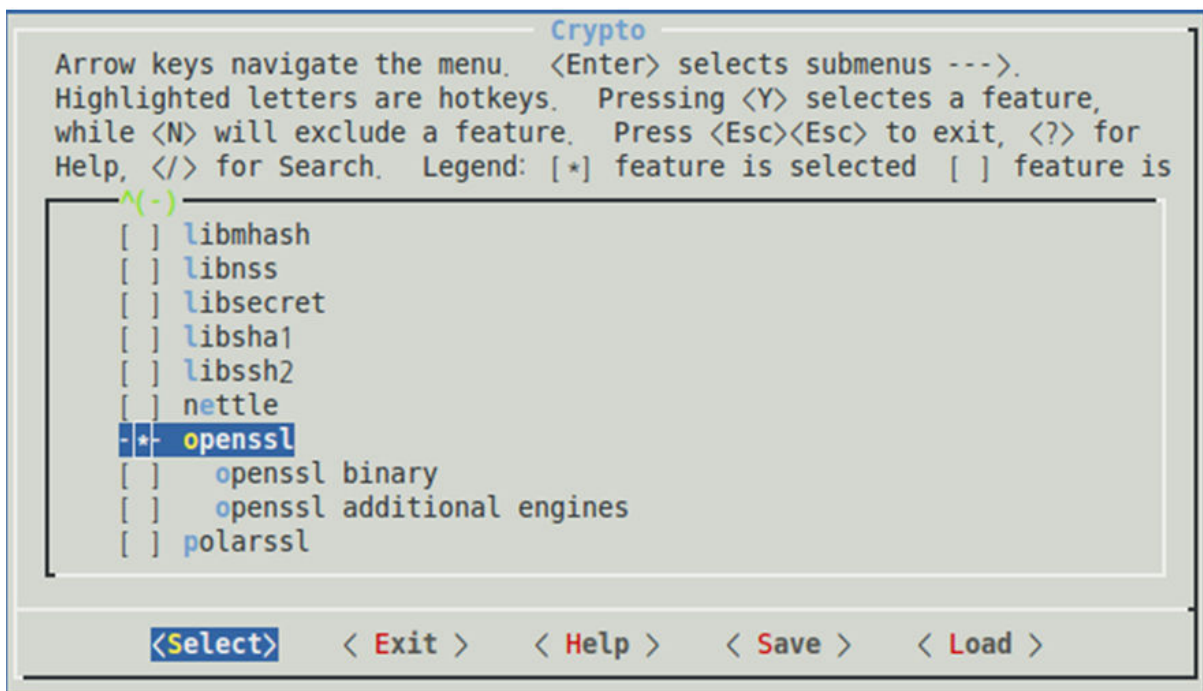 Crypto
Arrow keys navigate the menu. <Enter> selects submenus --->.
Highlighted letters are hotkeys. Pressing <Y> selectes a feature,
while <N> will exclude a feature. Press <Esc><Esc> to exit, <?> for
Help, </> for Search. Legend: [*] feature is selected [ ] feature is
^(-)
[ ] libmhash
[ ] libnss
[ ] libsecret
[ ] libsha1
[ ] libssh2
[ ] nettle
-*- openssl
[ ] openssl binary
[ ] openssl additional engines
[ ] polarssl
<Select> < Exit > < Help > < Save > < Load >